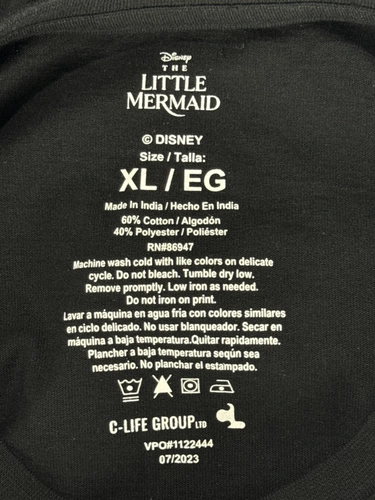 Disney
THE
LITTLE
MERMAID
© DISNEY
Size / Talla:
XL / EG
Made In India / Hecho En India
60% Cotton / Algodón
40% Polyester / Poliéster
RN#86947
Machine wash cold with like colors on delicate
cycle. Do not bleach. Tumble dry low.
Remove promptly. Low iron as needed.
Do not iron on print.
Lavar a máquina en agua fria con colores similares
en ciclo delicado. No usar blanqueador. Secar en
máquina a baja temperatura.Quitar rapidamente.
Plancher a baja temperatura seqún sea
necesario. No planchar el estampado.
C-LIFE GROUP LTD
VPO#1122444
07/2023